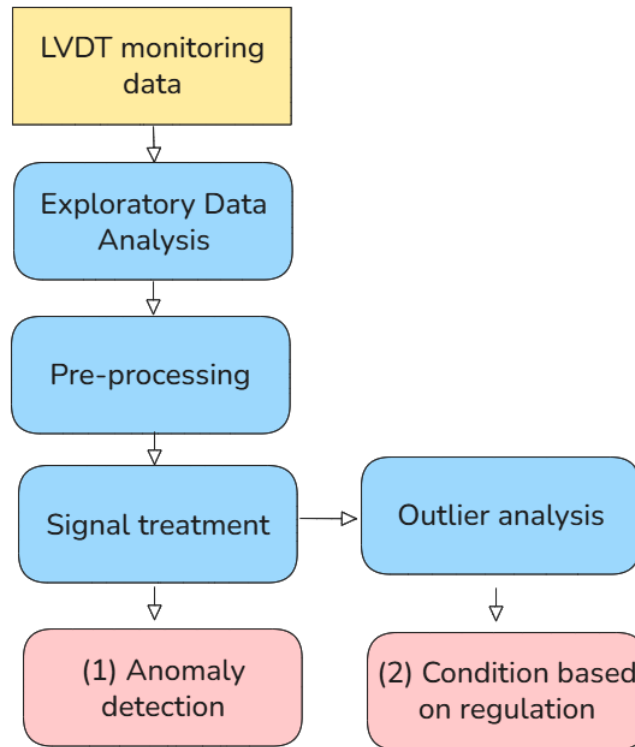 LVDT monitoring
data
Exploratory Data
Analysis
Pre-processing
Signal treatment
Outlier analysis
(1) Anomaly
detection
(2) Condition based
on regulation